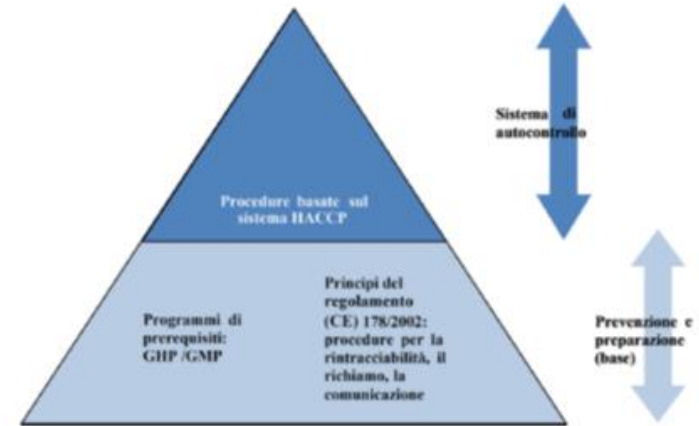 Sistema di
autocontrollo
Procedure basate sul
sistema HACCP
Programmi di
prerequisiti:
GHP /GMP
Principi del
regolamento
(CE) 178/2002:
procedure per la
rintracciabilità, il
richiamo, la
comunicazione
Prevenzione e
preparazione
(base)